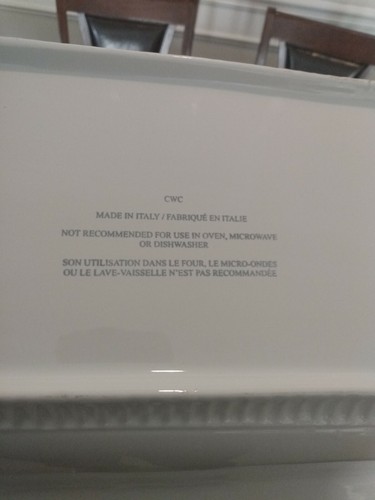 CWC
MADE IN ITALY / FABRIQUÉ EN ITALIE
NOT RECOMMENDED FOR USE IN OVEN, MICROWAVE
OR DISHWASHER
SON UTILISATION DANS LE FOUR, LE MICRO-ONDES
OU LE LAVE-VAISSELLE N'EST PAS RECOMMANDÉE.